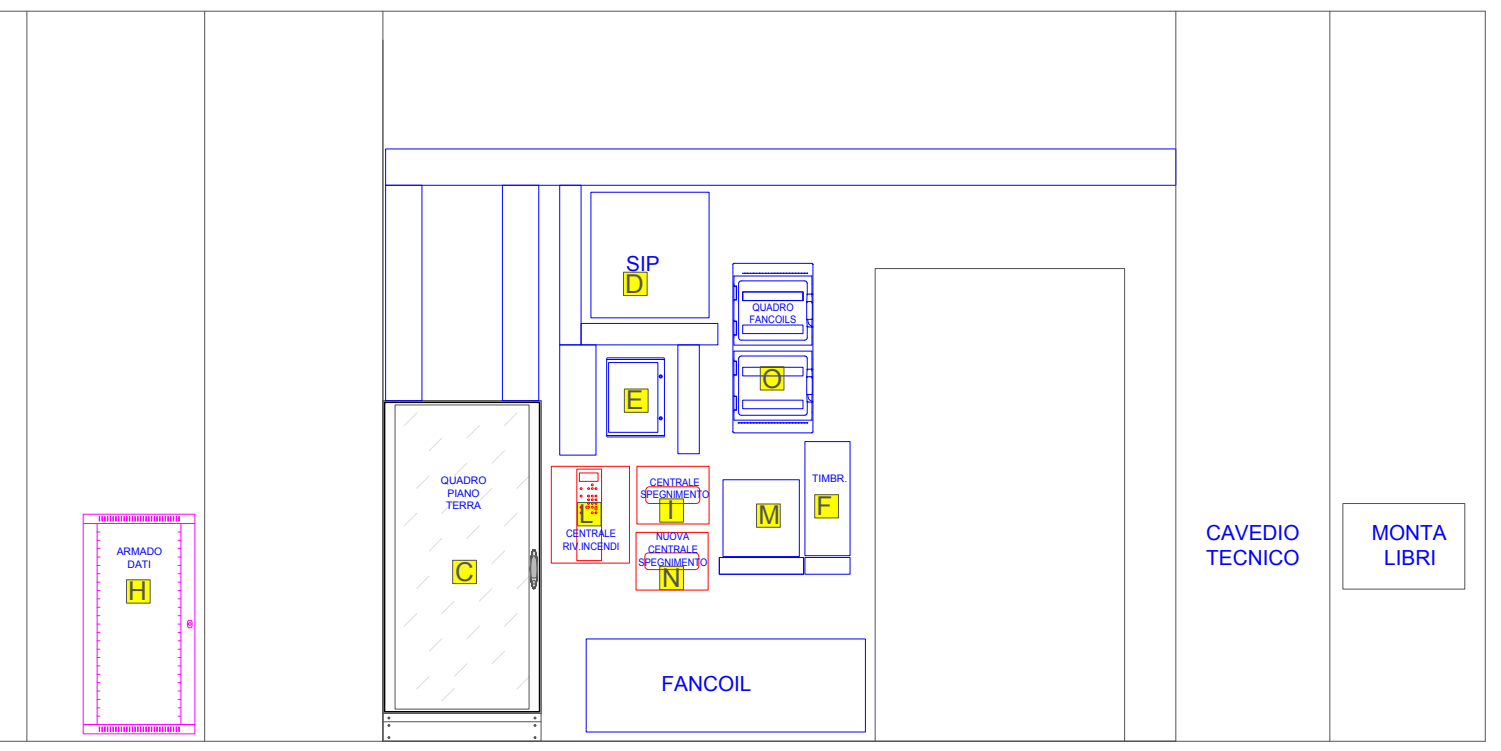 SIP
D
QUADRO
FANCOILS
O
E
QUADRO
PIANO
TERRA
C
L
CENTRALE
RIV.INCENDI
CENTRALE
SPEGNIMENTO
I
NUOVA
CENTRALE
SPEGNIMENTO
N
M
TIMBR.
F
ARMADO
DATI
H
CAVEDIO
TECNICO
MONTA
LIBRI
FANCOIL